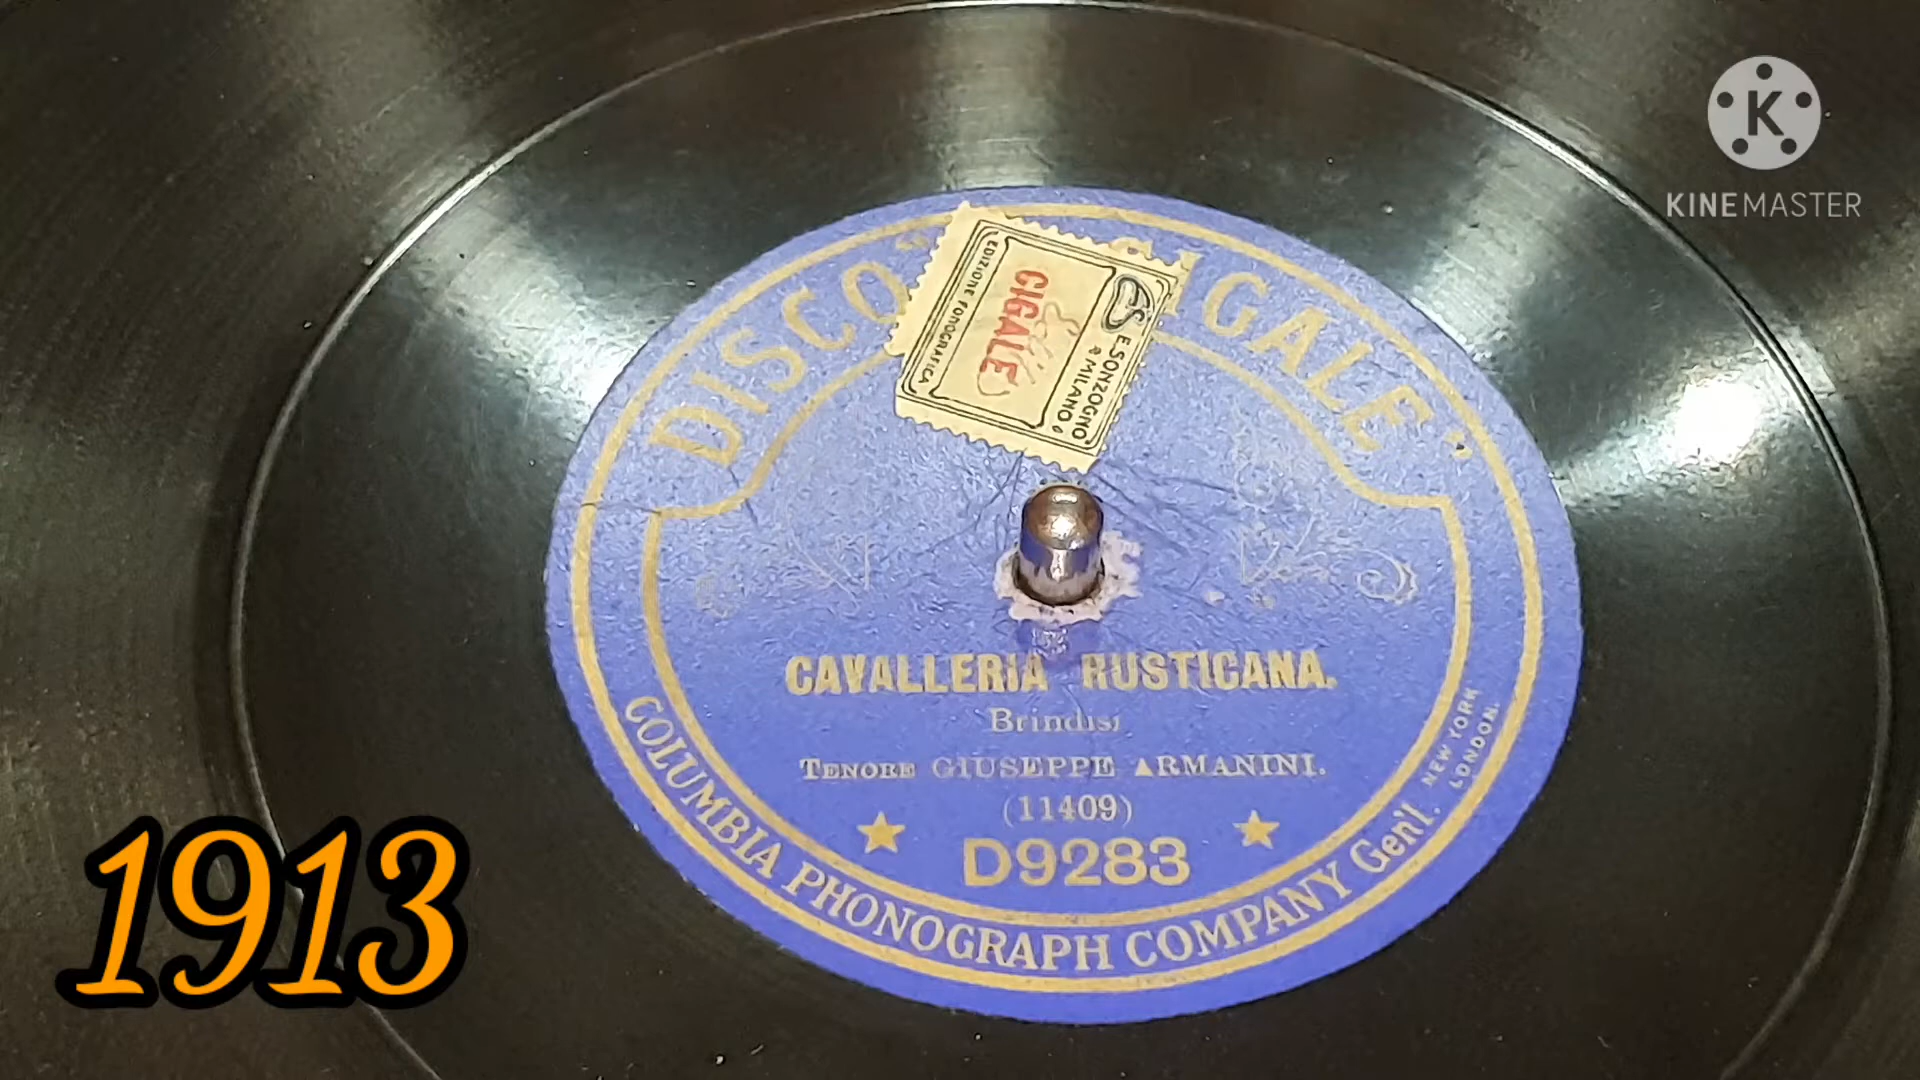 K
KINEMASTER
DISCO "CIGALE"
EDIZIONE FONOGRAFICA
CIGALE
E. SONZOGNO
MILANO
CAVALLERIA RUSTICANA.
Brindisi
TENORE GIUSEPPE ARMANINI.
(11409)
D9283
COLUMBIA PHONOGRAPH COMPANY Gen'l.
NEW YORK
LONDON.
1913